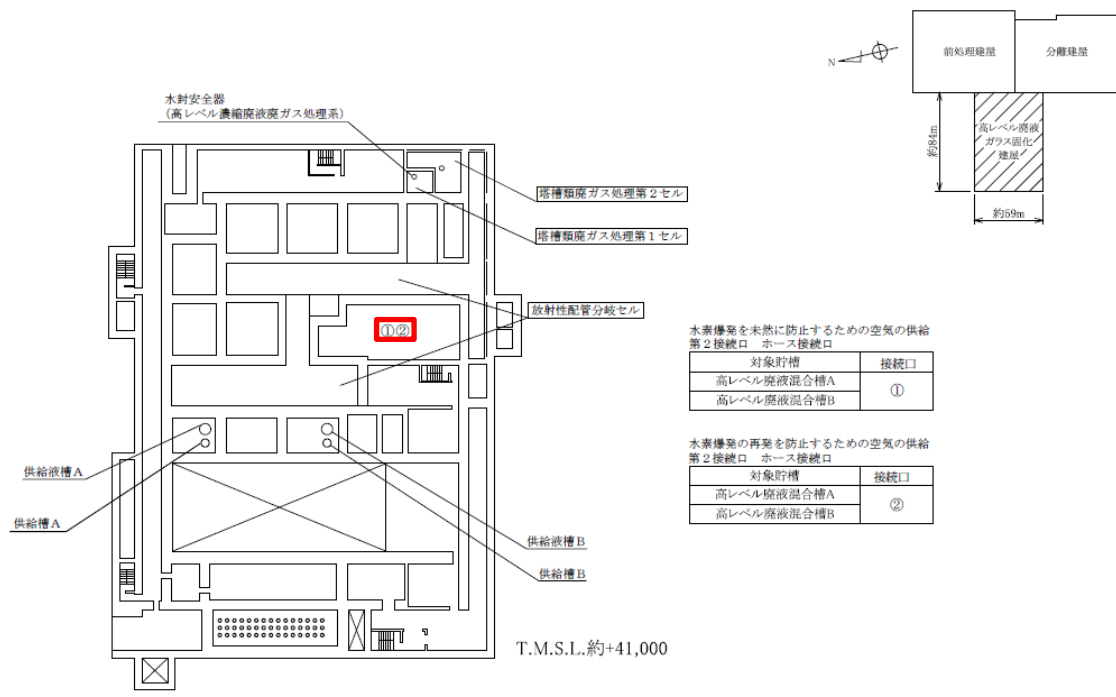 前処理建屋
分離建屋
N
約84m
高レベル廃液
ガラス固化
建屋
約59m
水封安全器
（高レベル濃縮廃液廃ガス処理系）
塔槽類廃ガス処理第２セル
塔槽類廃ガス処理第１セル
放射性配管分岐セル
①②
供給液槽A
供給槽A
供給液槽B
供給槽B
T.M.S.L.約+41,000
水素爆発を未然に防止するための空気の供給
第２接続口　ホース接続口
対象貯槽　接続口
高レベル廃液混合槽A　①
高レベル廃液混合槽B
水素爆発の再発を防止するための空気の供給
第２接続口　ホース接続口
対象貯槽　接続口
高レベル廃液混合槽A　②
高レベル廃液混合槽B